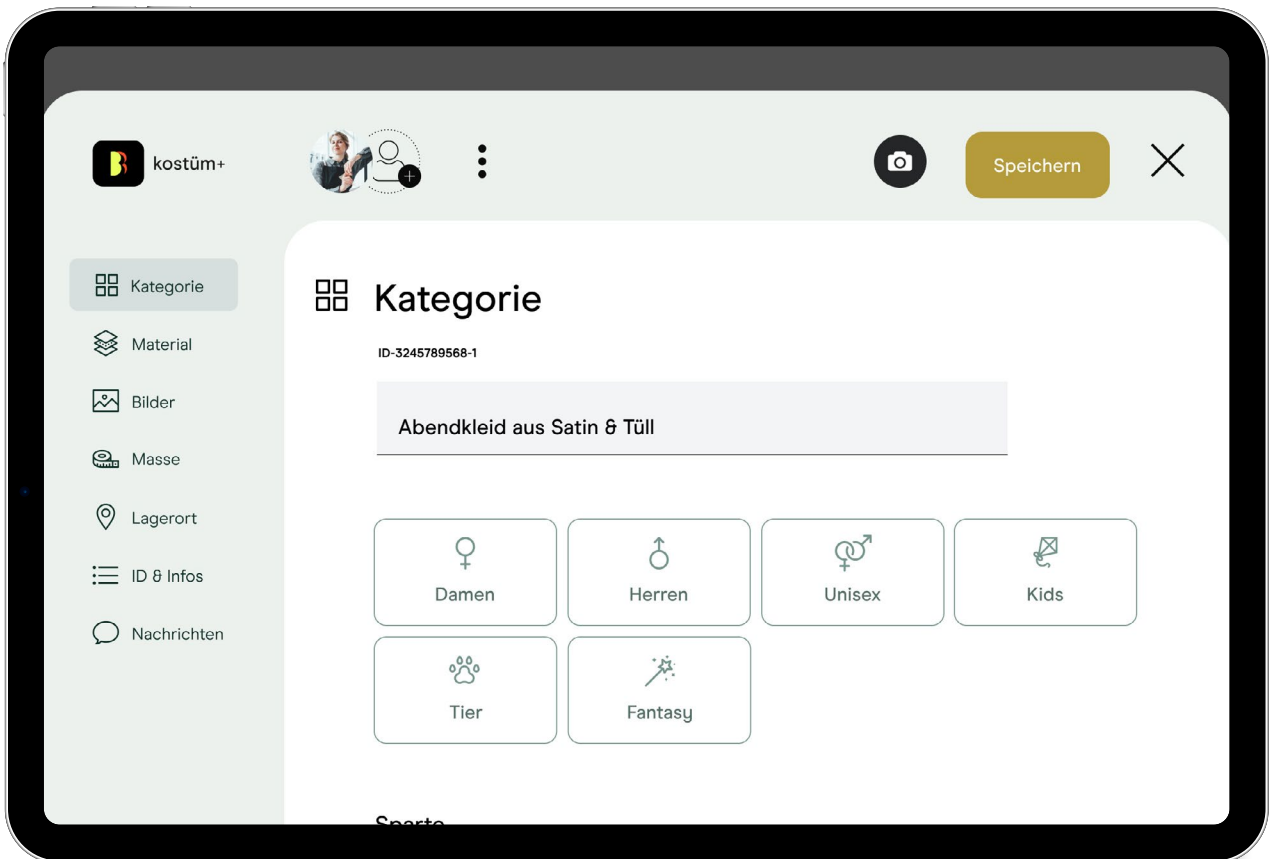 kostüm+
Speichern
Kategorie
Material
Bilder
Masse
Lagerort
ID & Infos
Nachrichten
Kategorie
ID-3245789568-1
Abendkleid aus Satin & Tüll
Damen
Herren
Unisex
Kids
Tier
Fantasy
Sparte